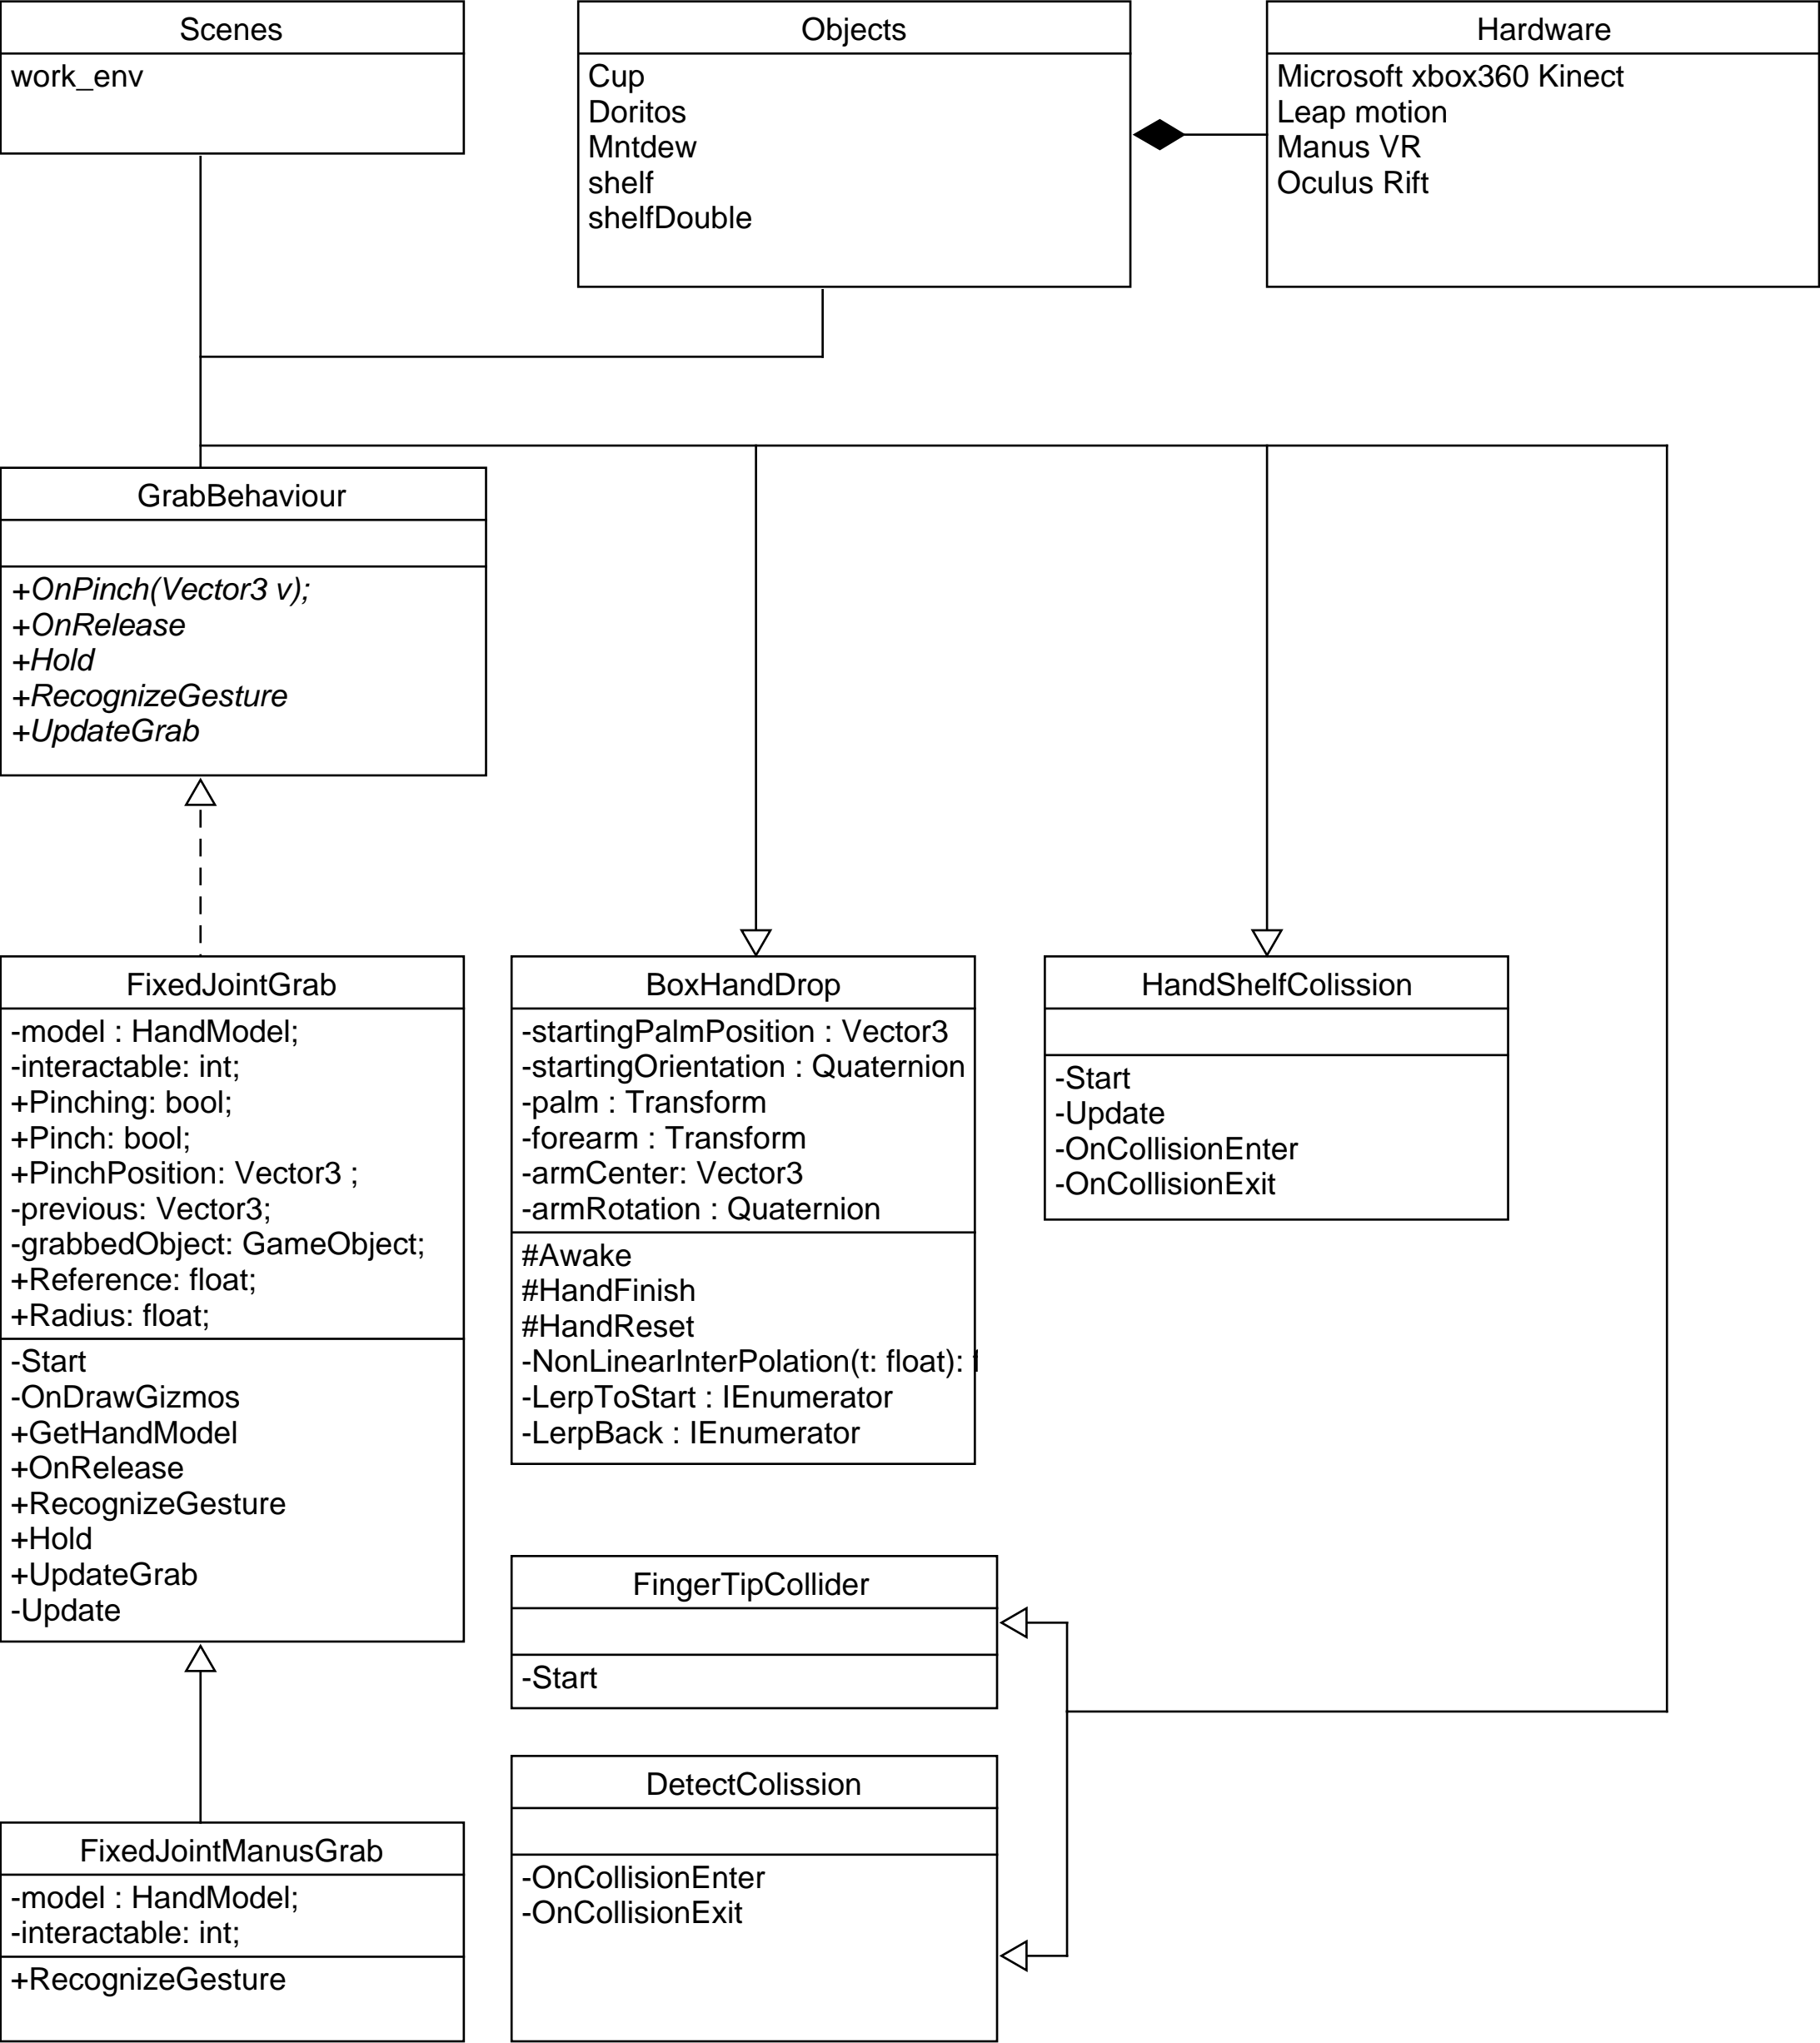 Scenes
work_env
Objects
Cup
Doritos
Mntdew
shelf
shelfDouble
Hardware
Microsoft xbox360 Kinect
Leap motion
Manus VR
Oculus Rift
GrabBehaviour
+OnPinch(Vector3 v);
+OnRelease
+Hold
+RecognizeGesture
+UpdateGrab
FixedJointGrab
-model : HandModel;
-interactable: int;
+Pinching: bool;
+Pinch: bool;
+PinchPosition: Vector3 ;
-previous: Vector3;
-grabbedObject: GameObject;
+Reference: float;
+Radius: float;
-Start
-OnDrawGizmos
+GetHandModel
+OnRelease
+RecognizeGesture
+Hold
+UpdateGrab
-Update
BoxHandDrop
-startingPalmPosition : Vector3
-startingOrientation : Quaternion
-palm : Transform
-forearm : Transform
-armCenter: Vector3
-armRotation : Quaternion
#Awake
#HandFinish
#HandReset
-NonLinearInterPolation(t: float):
-LerpToStart : IEnumerator
-LerpBack : IEnumerator
HandShelfColission
-Start
-Update
-OnCollisionEnter
-OnCollisionExit
FingerTipCollider
-Start
DetectColission
-OnCollisionEnter
-OnCollisionExit
FixedJointManusGrab
-model : HandModel;
-interactable: int;
+RecognizeGesture